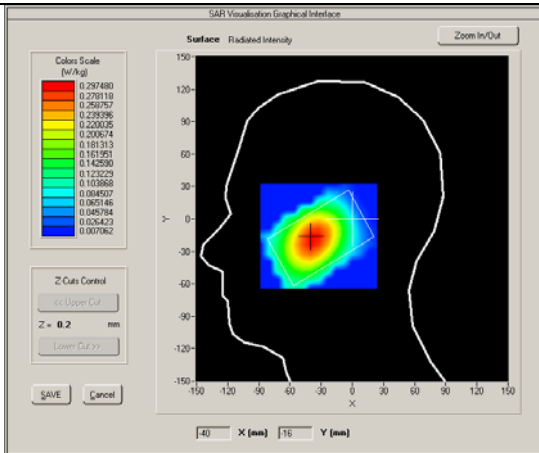 SAR Visualisation Graphical Interface
Surface Radiated Intensity
Zoom In/Out
Colors Scale
(W/kg)
0.297480
0.278118
0.258757
0.239396
0.220035
0.200674
0.181313
0.161951
0.142590
0.123229
0.103868
0.084507
0.065146
0.045784
0.026423
0.007062
Z-Cuts Control
<< Upper Cut
Z = 0.2 mm
Lower Cut >>
SAVE
Cancel
150
120
90
60
30
0
-30
-60
-90
-120
-150
Y
-150 -120 -90 -60 -30 0 30 60 90 120 150
X
-40 X (mm) -16 Y (mm)